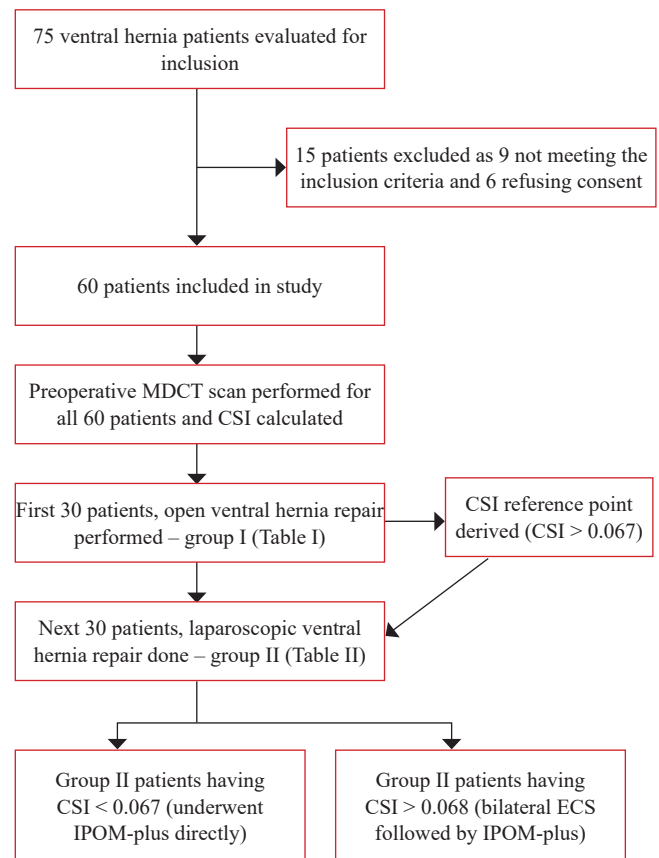 75 ventral hernia patients evaluated for
inclusion
15 patients excluded as 9 not meeting the
inclusion criteria and 6 refusing consent
60 patients included in study
Preoperative MDCT scan performed for
all 60 patients and CSI calculated
First 30 patients, open ventral hernia repair
performed – group I (Table I)
CSI reference point
derived (CSI > 0.067)
Next 30 patients, laparoscopic ventral
hernia repair done – group II (Table II)
Group II patients having
CSI < 0.067 (underwent
IPOM-plus directly)
Group II patients having
CSI > 0.068 (bilateral ECS
followed by IPOM-plus)